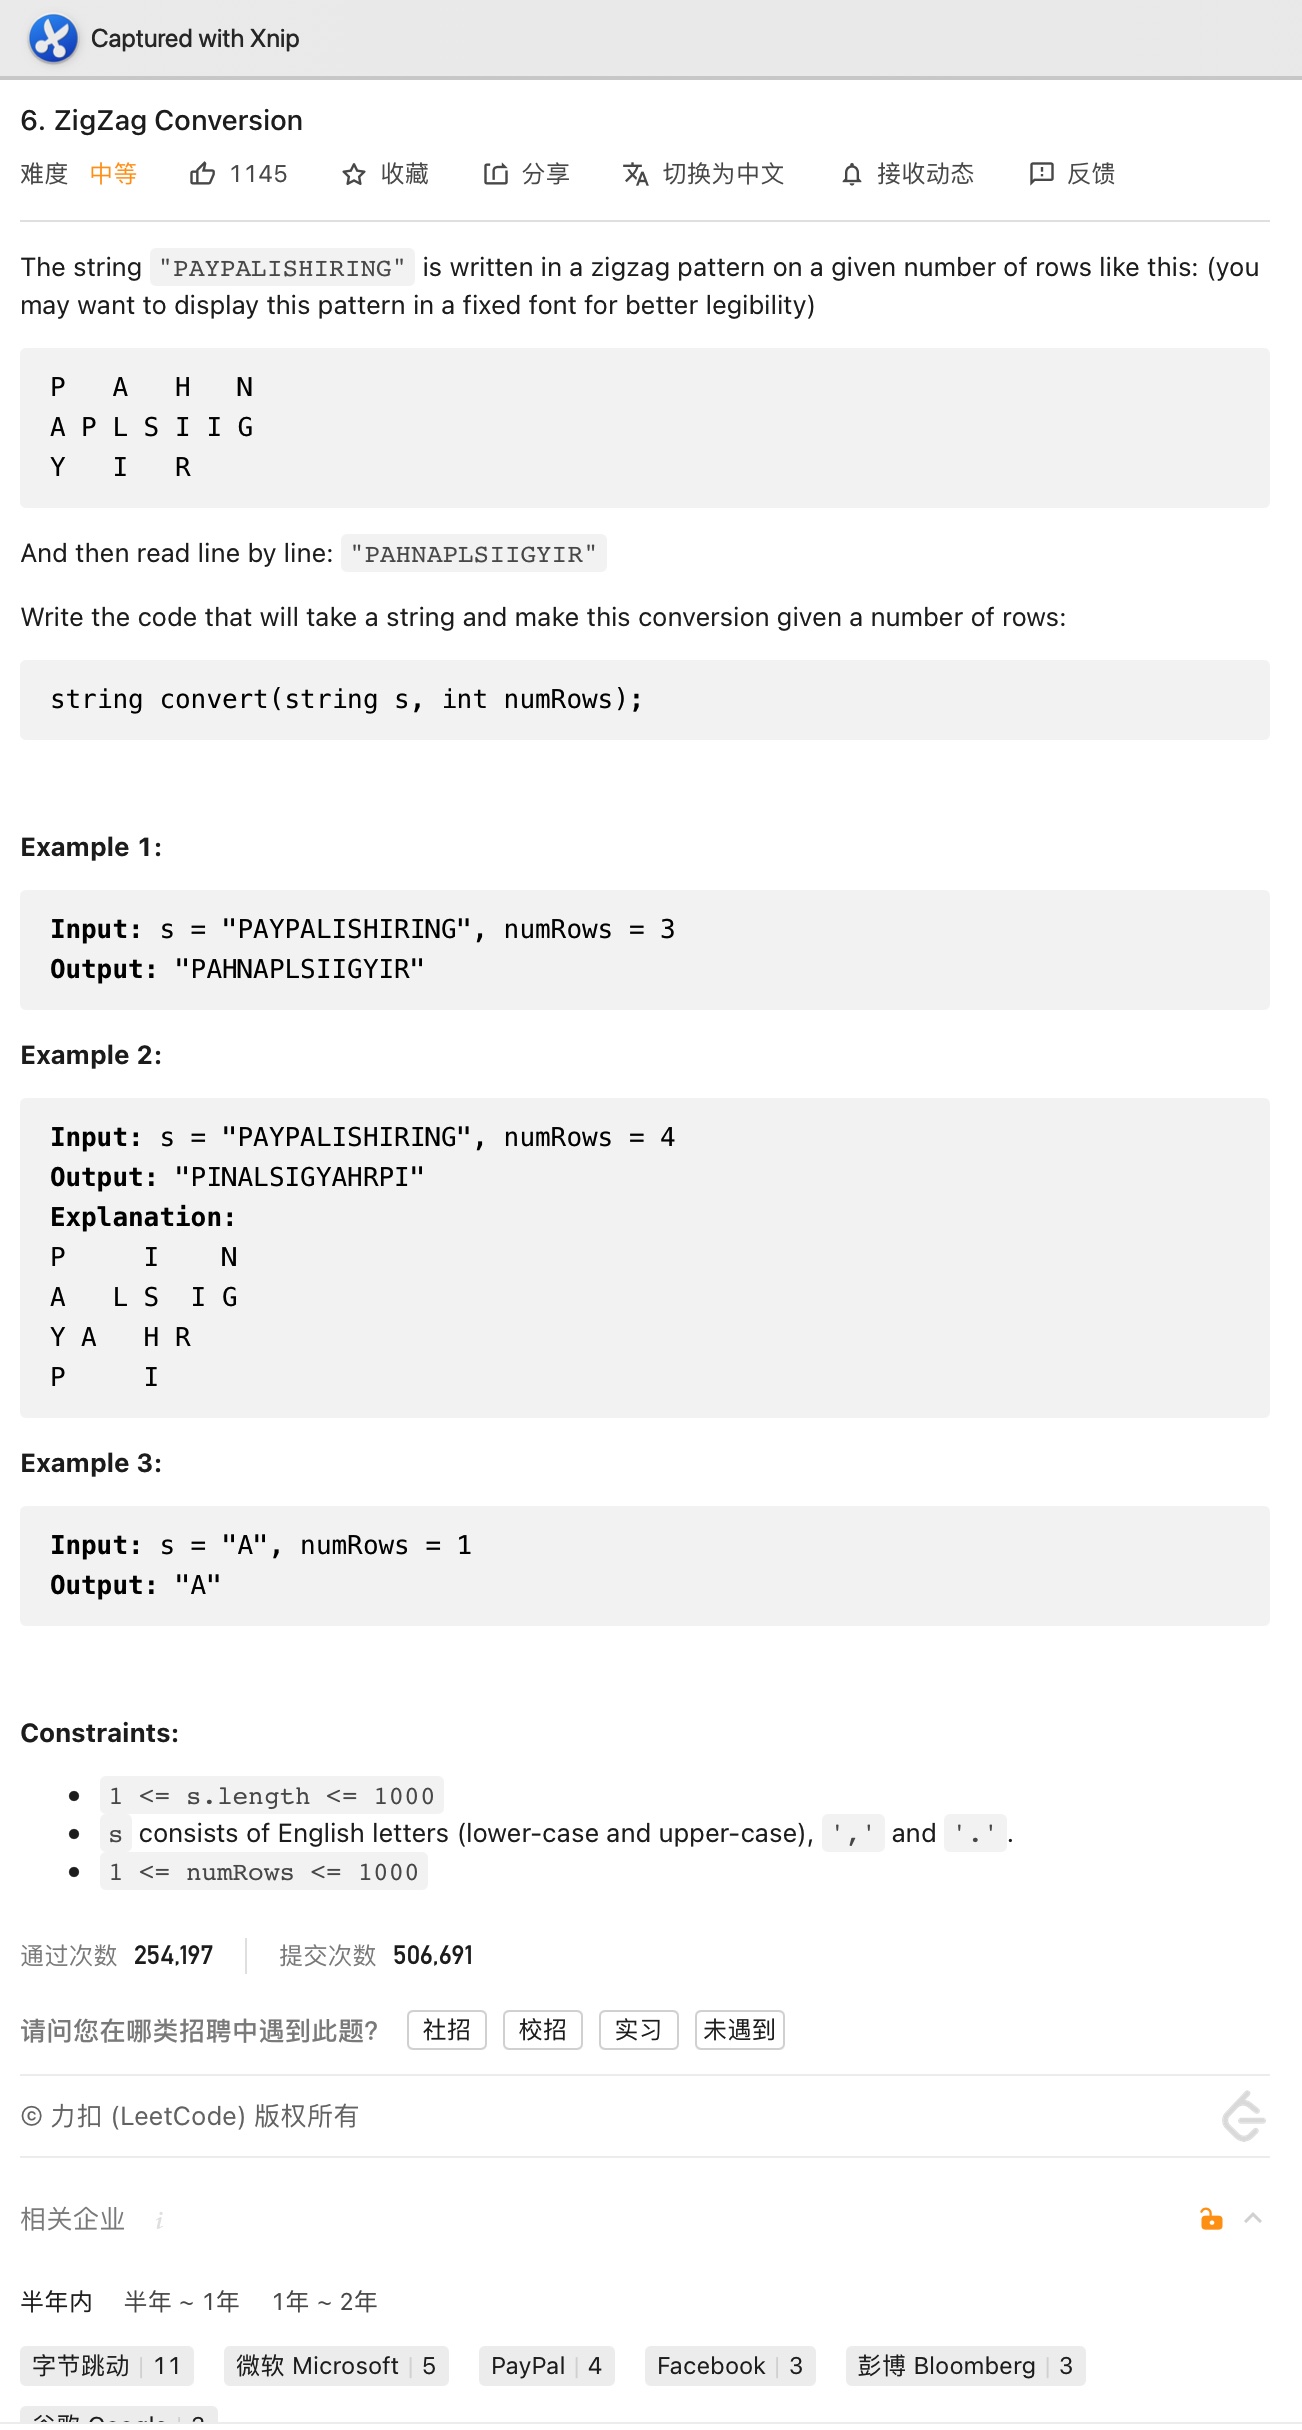 Captured with Xnip
6. ZigZag Conversion
难度 中等 1145 收藏 分享 切换为中文 接收动态 反馈
The string "PAYPALISHIRING" is written in a zigzag pattern on a given number of rows like this: (you
may want to display this pattern in a fixed font for better legibility)
P   A   H   N
A P L S I I G
Y   I   R
And then read line by line: "PAHNAPLSIIGYIR"
Write the code that will take a string and make this conversion given a number of rows:
string convert(string s, int numRows);
Example 1:
Input: s = "PAYPALISHIRING", numRows = 3
Output: "PAHNAPLSIIGYIR"
Example 2:
Input: s = "PAYPALISHIRING", numRows = 4
Output: "PINALSIGYAHRPI"
Explanation:
P     I    N
A   L S  I G
Y A   H R
P     I
Example 3:
Input: s = "A", numRows = 1
Output: "A"
Constraints:
• 1 <= s.length <= 1000
• s consists of English letters (lower-case and upper-case), ',' and '.'.
• 1 <= numRows <= 1000
通过次数 254,197 提交次数 506,691
请问您在哪类招聘中遇到此题? 社招 校招 实习 未遇到
© 力扣 (LeetCode) 版权所有
相关企业 i
半年内 半年 ~ 1年 1年 ~ 2年
字节跳动 | 11 微软 Microsoft | 5 PayPal | 4 Facebook | 3 彭博 Bloomberg | 3